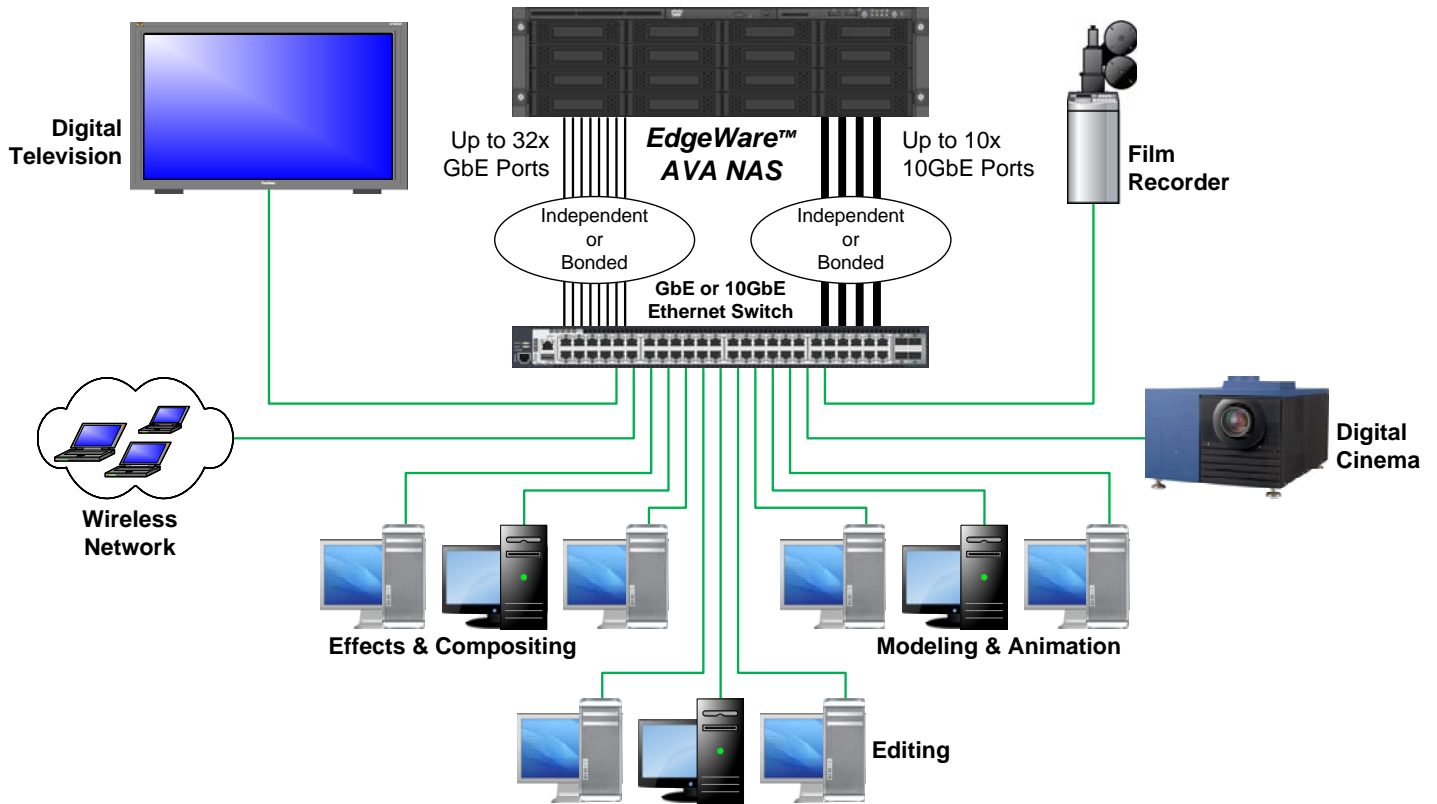 Digital
Television
Up to 32x
GbE Ports
EdgeWare™
AVA NAS
Up to 10x
10GbE Ports
Film
Recorder
Independent
or
Bonded
Independent
or
Bonded
GbE or 10GbE
Ethernet Switch
Wireless
Network
Digital
Cinema
Effects & Compositing
Modeling & Animation
Editing